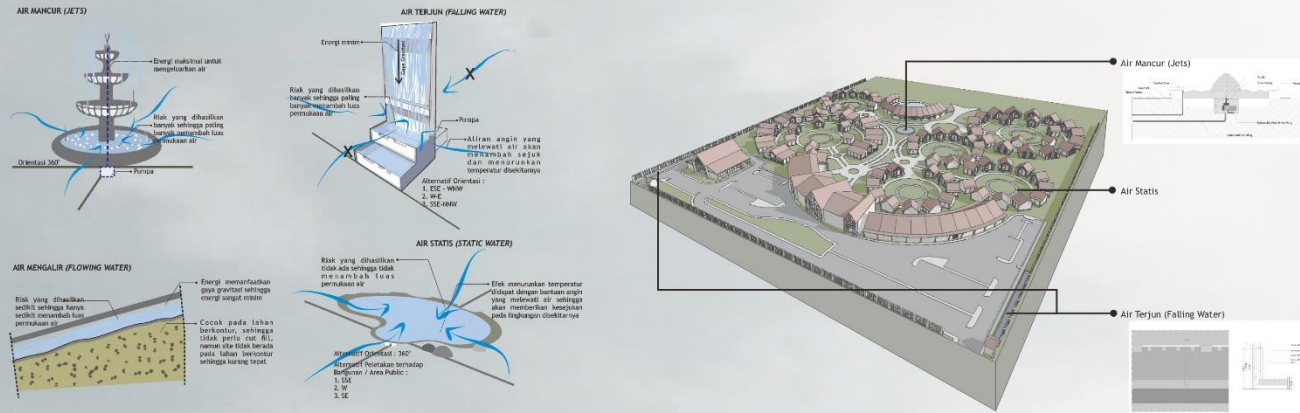 AIR MANCUR (JETS)
Energi maksimal untuk
mengeluarkan air
Riak yang dihasilkan
banyak sehingga paling
banyak menambah luas
permukaan air
Orientasi 360°
Pompa
AIR TERJUN (FALLING WATER)
Energi minim
Gaya Gravitasi
X
Riak yang dihasilkan
banyak sehingga paling
banyak menambah luas
permukaan air
Pompa
X
Aliran angin yang
melewati air akan
menambah sejuk
dan menurunkan
temperatur disekitarnya
Alternatif Orientasi :
1. ESE - WNW
2. W-E
3. SSE-NNW
AIR MENGALIR (FLOWING WATER)
Riak yang dihasilkan
sedikit sehingga hanya
sedikit menambah luas
permukaan air
Energi memanfaatkan
gaya gravitasi sehingga
energi sangat minim
Cocok pada lahan
berkontur, sehingga
tidak perlu cut fill,
namun site tidak berada
pada lahan berkontur
sehingga kurang tepat
AIR STATIS (STATIC WATER)
Riak yang dihasilkan
tidak ada sehingga tidak
menambah luas
permukaan air
Efek menurunkan temperatur
didapat dengan bantuan angin
yang melewati air sehingga
akan memberikan kesejukan
pada lingkungan disekitarnya
Alternatif Orientasi : 360°
Alternatif Peletakan terhadap
Bangunan / Area Public :
1. SSE
2. W
3. SE
Air Mancur (Jets)
Air Statis
Air Terjun (Falling Water)